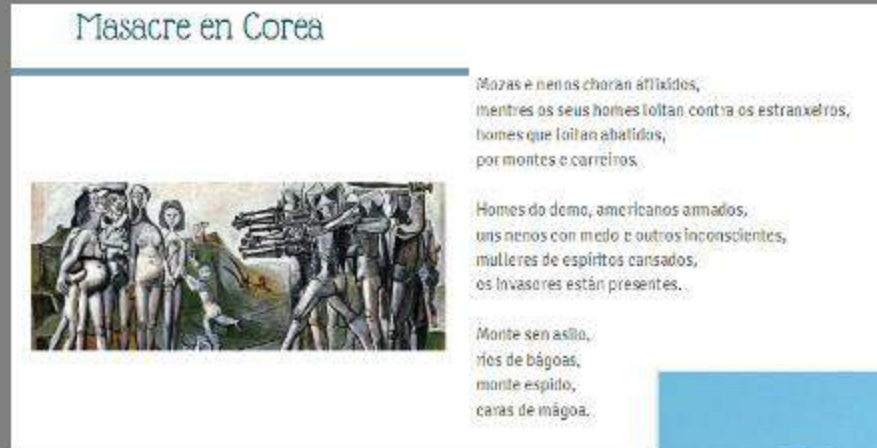 Masacre en Corea
Mozas e nenos choran aflixidos,
mentres os seus homes loitan contra os estranxeiros,
homes que loitan abatidos,
por montes e carreiros.
Homes do demo, americanos armados,
uns nenos con medo e outros inconscientes,
mulleres de espíritos cansados,
os invasores están presentes.
Monte sen asilo,
ríos de bágoas,
monte espido,
caras de mágoa.